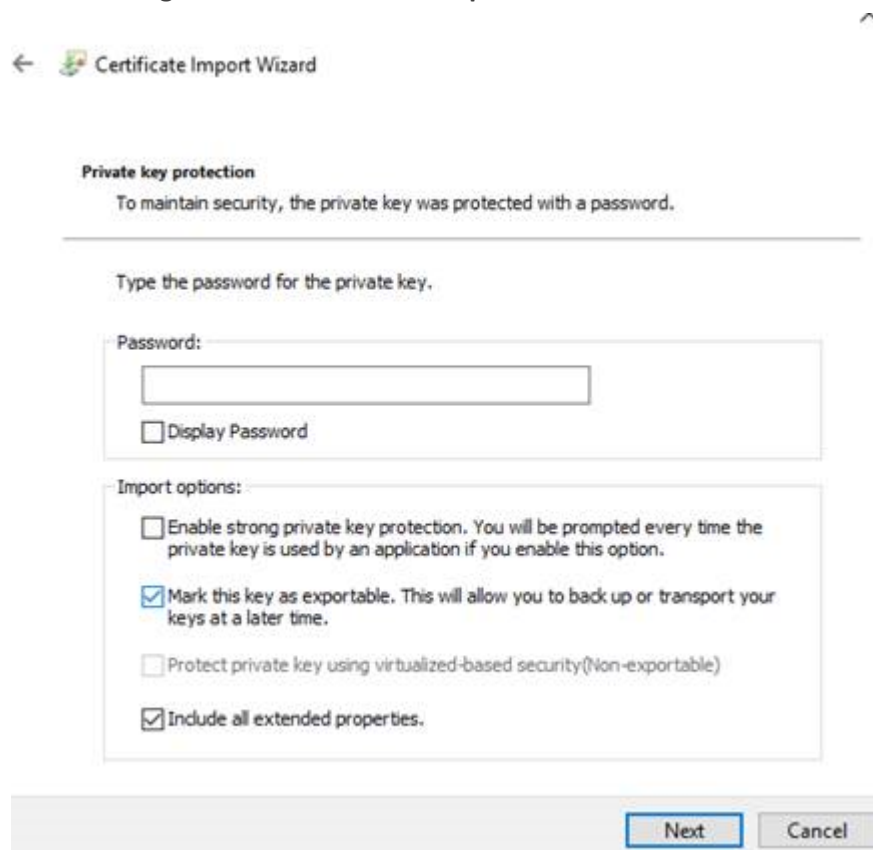 Certificate Import Wizard
Private key protection
To maintain security, the private key was protected with a password.
Type the password for the private key.
Password:
Display Password
Import options:
Enable strong private key protection. You will be prompted every time the
private key is used by an application if you enable this option.
Mark this key as exportable. This will allow you to back up or transport your
keys at a later time.
Protect private key using virtualized-based security(Non-exportable)
Include all extended properties.
Next Cancel